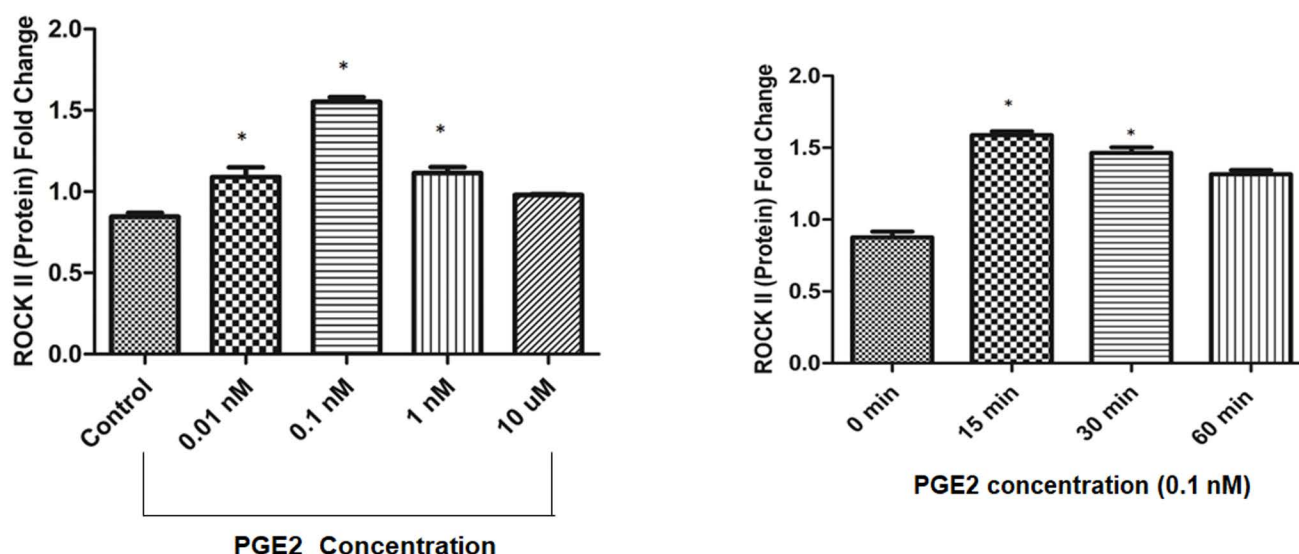 ROCK II (Protein) Fold Change
2.0
1.5
1.0
0.5
0.0
*
*
*
Control
0.01 nM
0.1 nM
1 nM
10 uM
PGE2 Concentration
ROCK II (Protein) Fold Change
2.0
1.5
1.0
0.5
0.0
*
*
0 min
15 min
30 min
60 min
PGE2 concentration (0.1 nM)